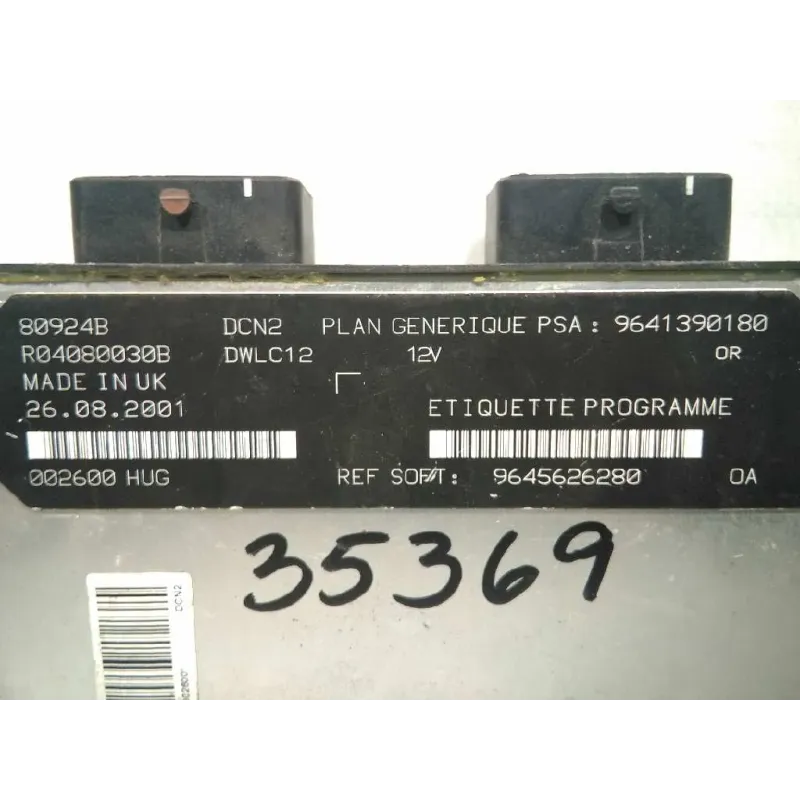 80924B DCN2 PLAN GENERIQUE PSA : 9641390180
R04080030B DWLC12 12V OR
MADE IN UK
26.08.2001 ETIQUETTE PROGRAMME
002600 HUG REF SOFT : 9645626280 0A
35369
DCN2